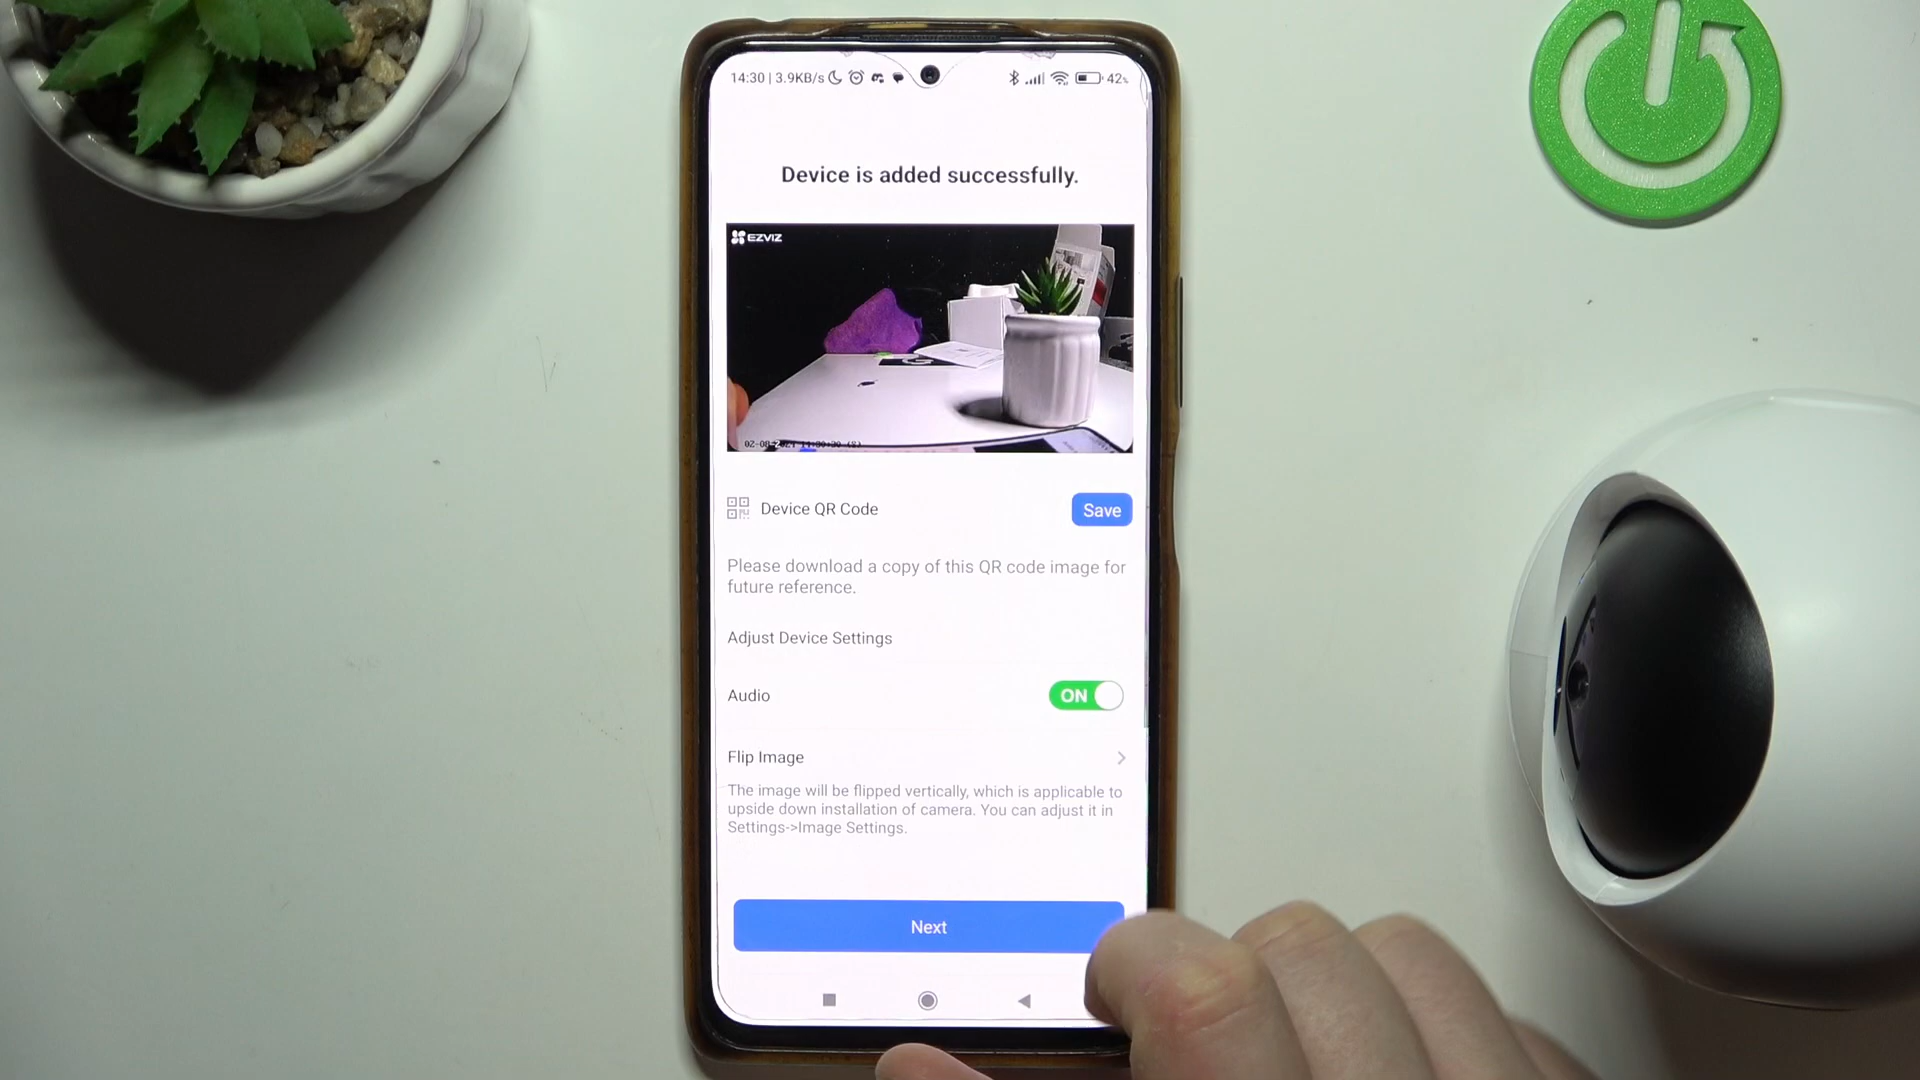 14:30 | 3.9KB/s
42%
Device is added successfully.
EZVIZ
Device QR Code
Save
Please download a copy of this QR code image for
future reference.
Adjust Device Settings
Audio
ON
Flip Image
The image will be flipped vertically, which is applicable to
upside down installation of camera. You can adjust it in
Settings->Image Settings.
Next